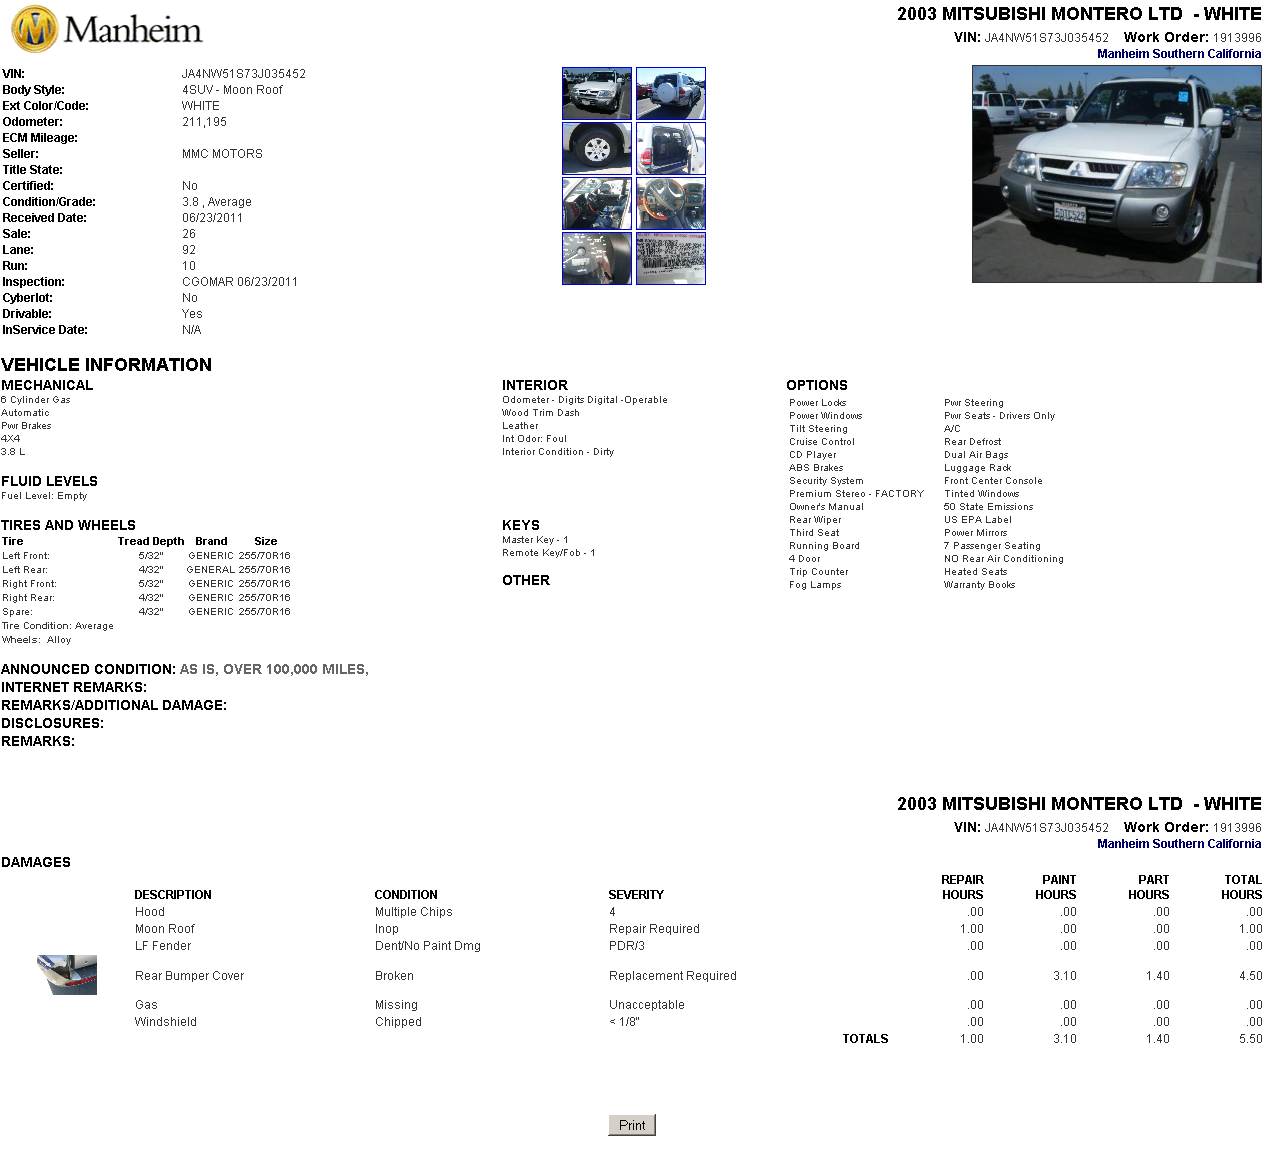 Manheim
2003 MITSUBISHI MONTERO LTD - WHITE
VIN: JA4NW51S73J035452 Work Order: 1913996
Manheim Southern California
VIN: JA4NW51S73J035452
Body Style: 4SUV - Moon Roof
Ext Color/Code: WHITE
Odometer: 211,195
ECM Mileage:
Seller: MMC MOTORS
Title State:
Certified: No
Condition/Grade: 3.8 , Average
Received Date: 06/23/2011
Sale: 26
Lane: 92
Run: 10
Inspection: CGOMAR 06/23/2011
Cyberlot: No
Drivable: Yes
InService Date: N/A
VEHICLE INFORMATION
MECHANICAL
6 Cylinder Gas
Automatic
Pwr Brakes
4X4
3.8 L
FLUID LEVELS
Fuel Level: Empty
TIRES AND WHEELS
Tire Tread Depth Brand Size
Left Front: 5/32" GENERIC 255/70R16
Left Rear: 4/32" GENERAL 255/70R16
Right Front: 5/32" GENERIC 255/70R16
Right Rear: 4/32" GENERIC 255/70R16
Spare: 4/32" GENERIC 255/70R16
Tire Condition: Average
Wheels: Alloy
INTERIOR
Odometer - Digits Digital -Operable
Wood Trim Dash
Leather
Int Odor: Foul
Interior Condition - Dirty
KEYS
Master Key - 1
Remote Key/Fob - 1
OTHER
OPTIONS
Power Locks Pwr Steering
Power Windows Pwr Seats - Drivers Only
Tilt Steering A/C
Cruise Control Rear Defrost
CD Player Dual Air Bags
ABS Brakes Luggage Rack
Security System Front Center Console
Premium Stereo - FACTORY Tinted Windows
Owner's Manual 50 State Emissions
Rear Wiper US EPA Label
Third Seat Power Mirrors
Running Board 7 Passenger Seating
4 Door NO Rear Air Conditioning
Trip Counter Heated Seats
Fog Lamps Warranty Books
ANNOUNCED CONDITION: AS IS, OVER 100,000 MILES,
INTERNET REMARKS:
REMARKS/ADDITIONAL DAMAGE:
DISCLOSURES:
REMARKS:
2003 MITSUBISHI MONTERO LTD - WHITE
VIN: JA4NW51S73J035452 Work Order: 1913996
Manheim Southern California
DAMAGES
DESCRIPTION CONDITION SEVERITY REPAIR HOURS PAINT HOURS PART HOURS TOTAL HOURS
Hood Multiple Chips 4 .00 .00 .00 .00
Moon Roof Inop Repair Required 1.00 .00 .00 1.00
LF Fender Dent/No Paint Dmg PDR/3 .00 .00 .00 .00
Rear Bumper Cover Broken Replacement Required .00 3.10 1.40 4.50
Gas Missing Unacceptable .00 .00 .00 .00
Windshield Chipped < 1/8" .00 .00 .00 .00
TOTALS 1.00 3.10 1.40 5.50
Print